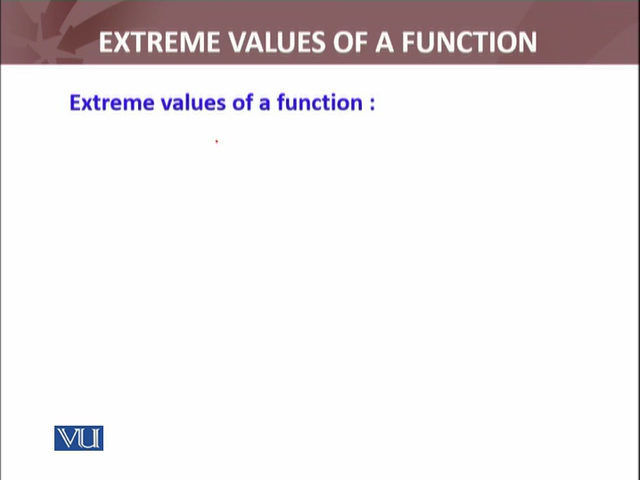 EXTREME VALUES OF A FUNCTION
Extreme values of a function :
VU